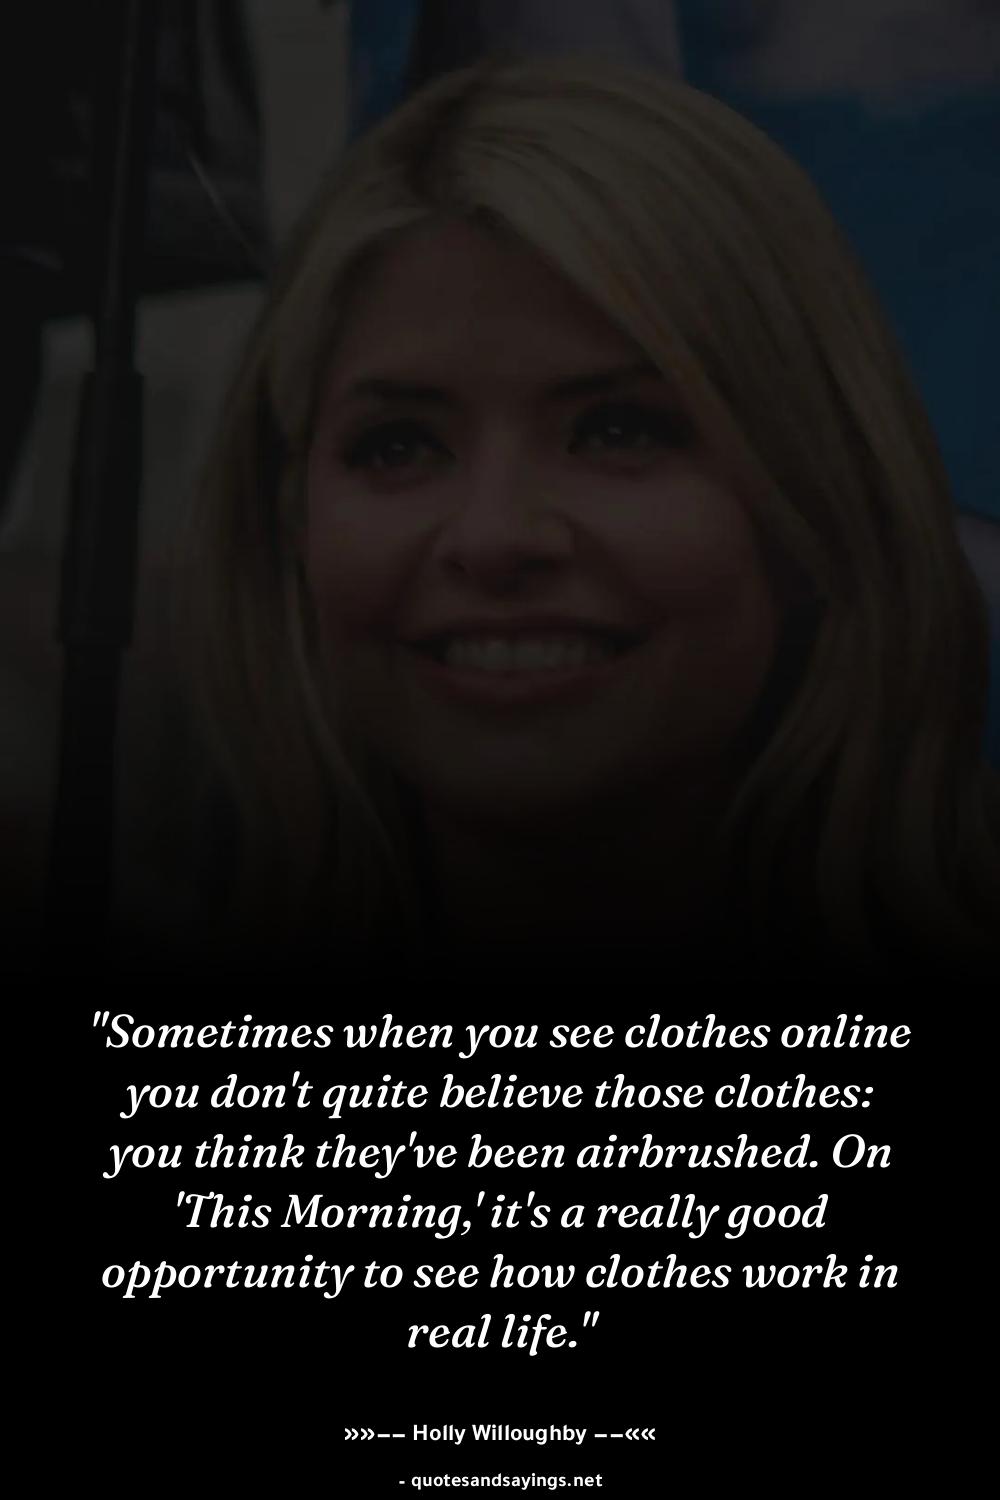 "Sometimes when you see clothes online
you don't quite believe those clothes:
you think they've been airbrushed. On
'This Morning,' it's a really good
opportunity to see how clothes work in
real life."
»»−− Holly Willoughby −−««
- quotesandsayings.net